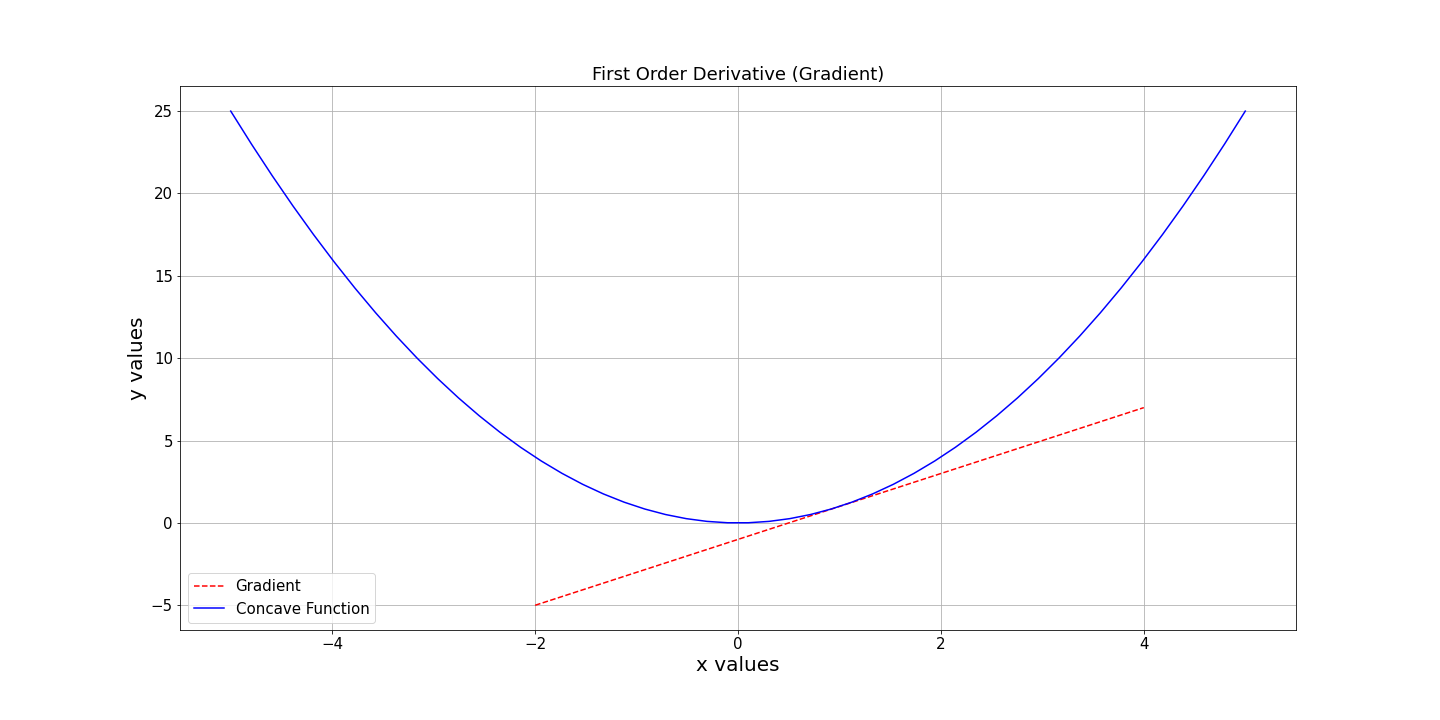 First Order Derivative (Gradient)
25
20
15
10
5
0
−5
y values
Gradient
Concave Function
−4
−2
0
2
4
x values